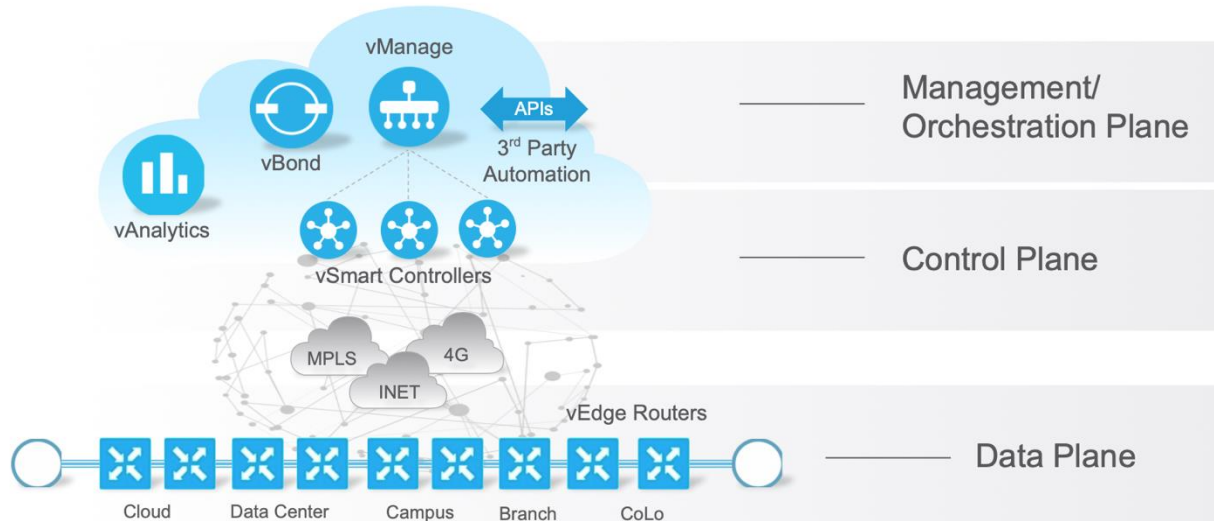 vManage
Management/
Orchestration Plane
APIs
vBond
3rd Party
Automation
vAnalytics
vSmart Controllers
Control Plane
MPLS
4G
INET
vEdge Routers
Data Plane
Cloud
Data Center
Campus
Branch
CoLo